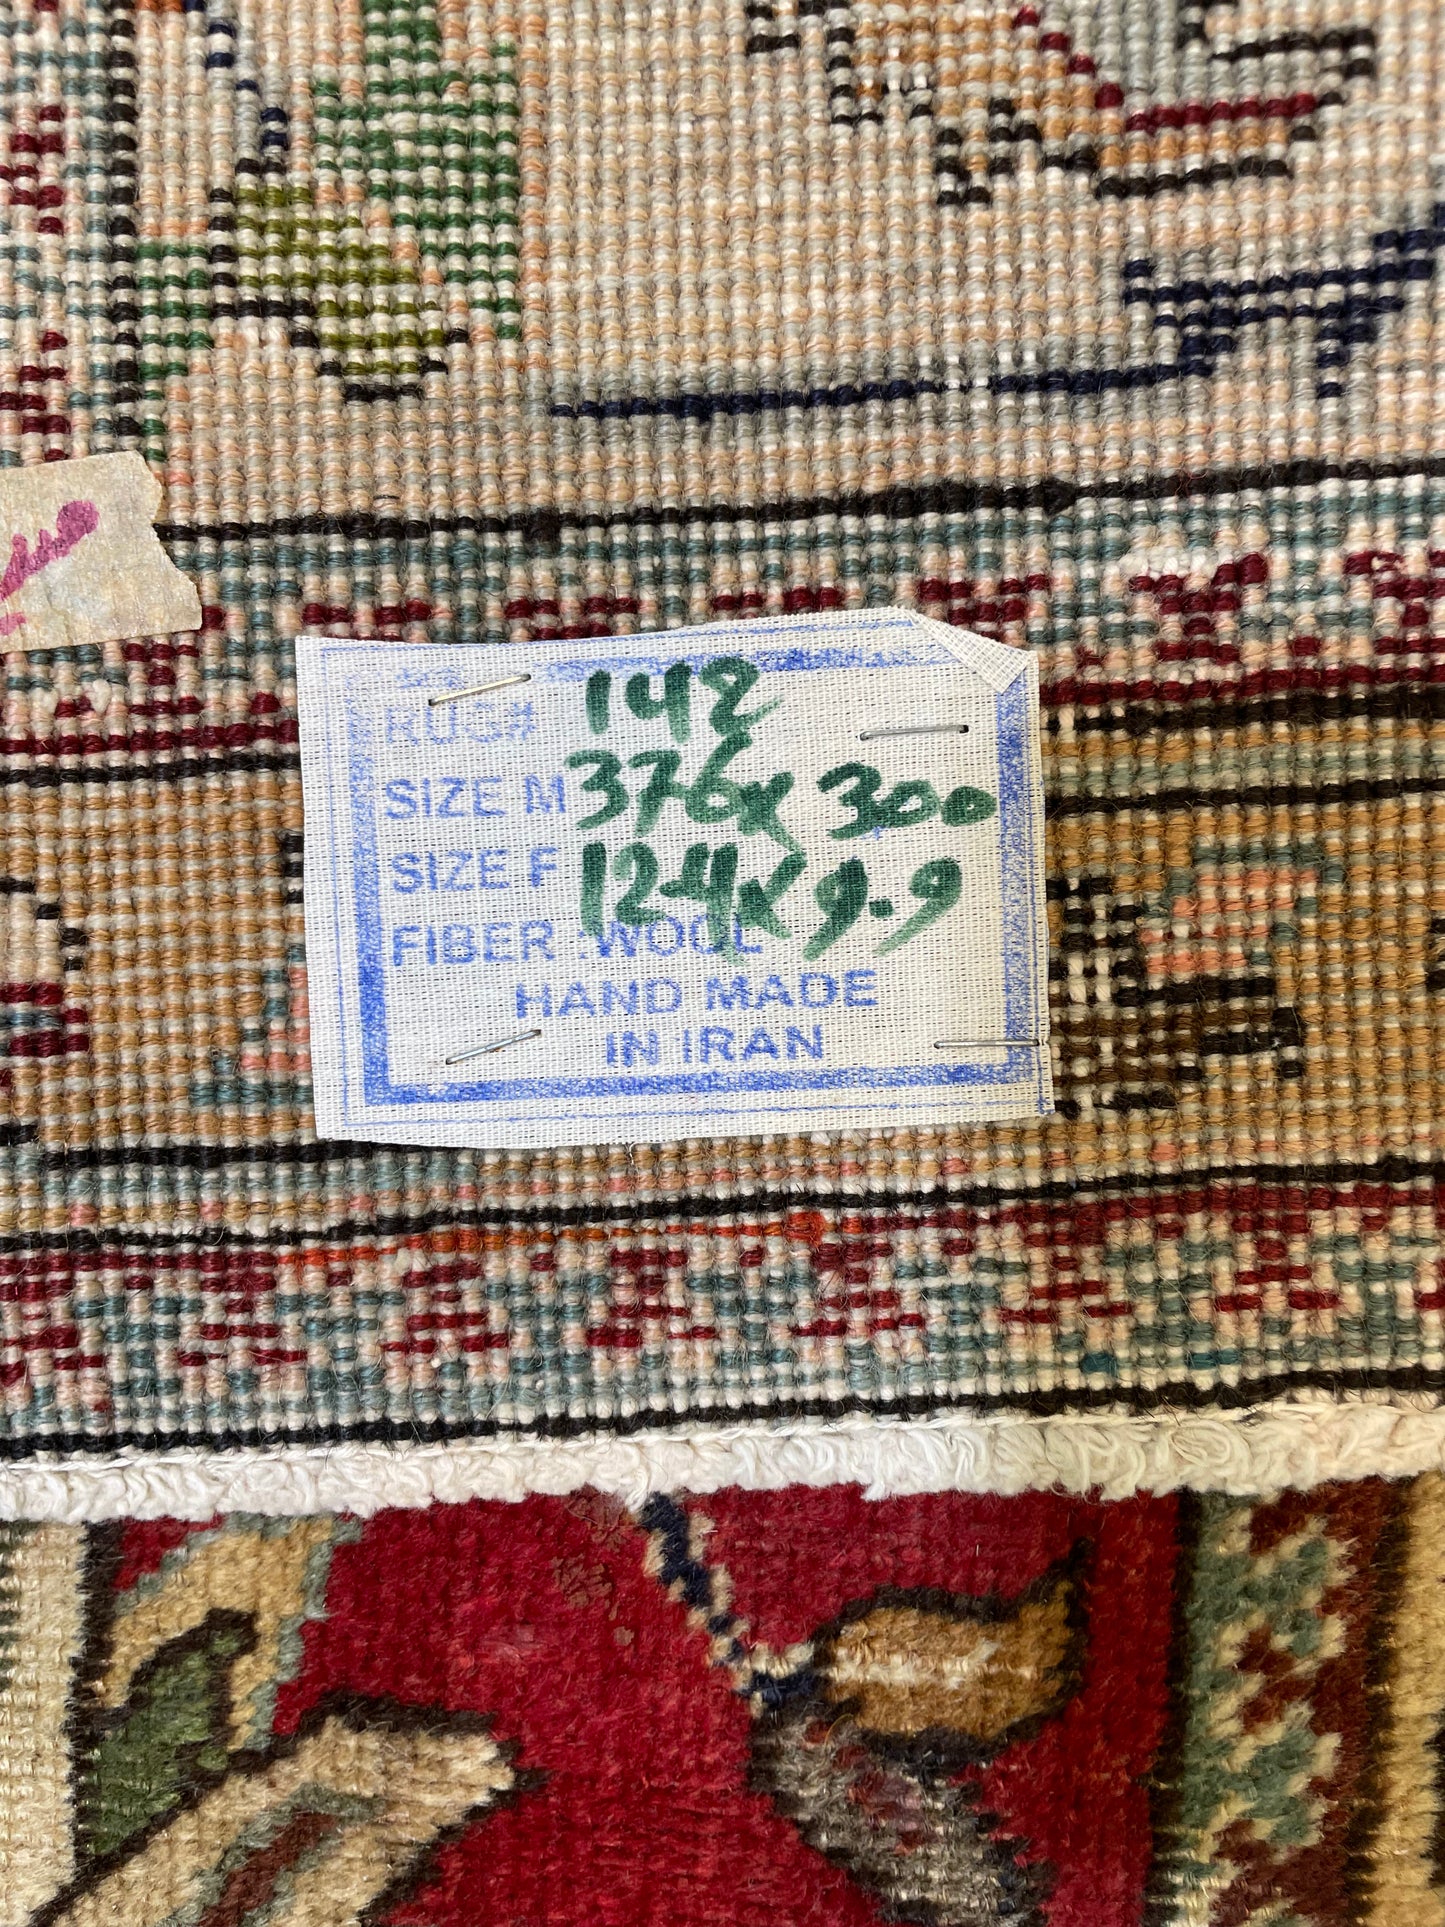 RUG# 142
SIZE M 376 x 300
SIZE F 12-4 x 9.9
FIBER : WOOL
HAND MADE
IN IRAN